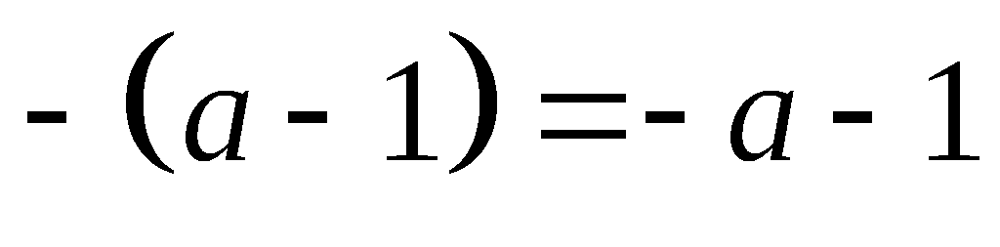 - (a - 1) = - a - 1